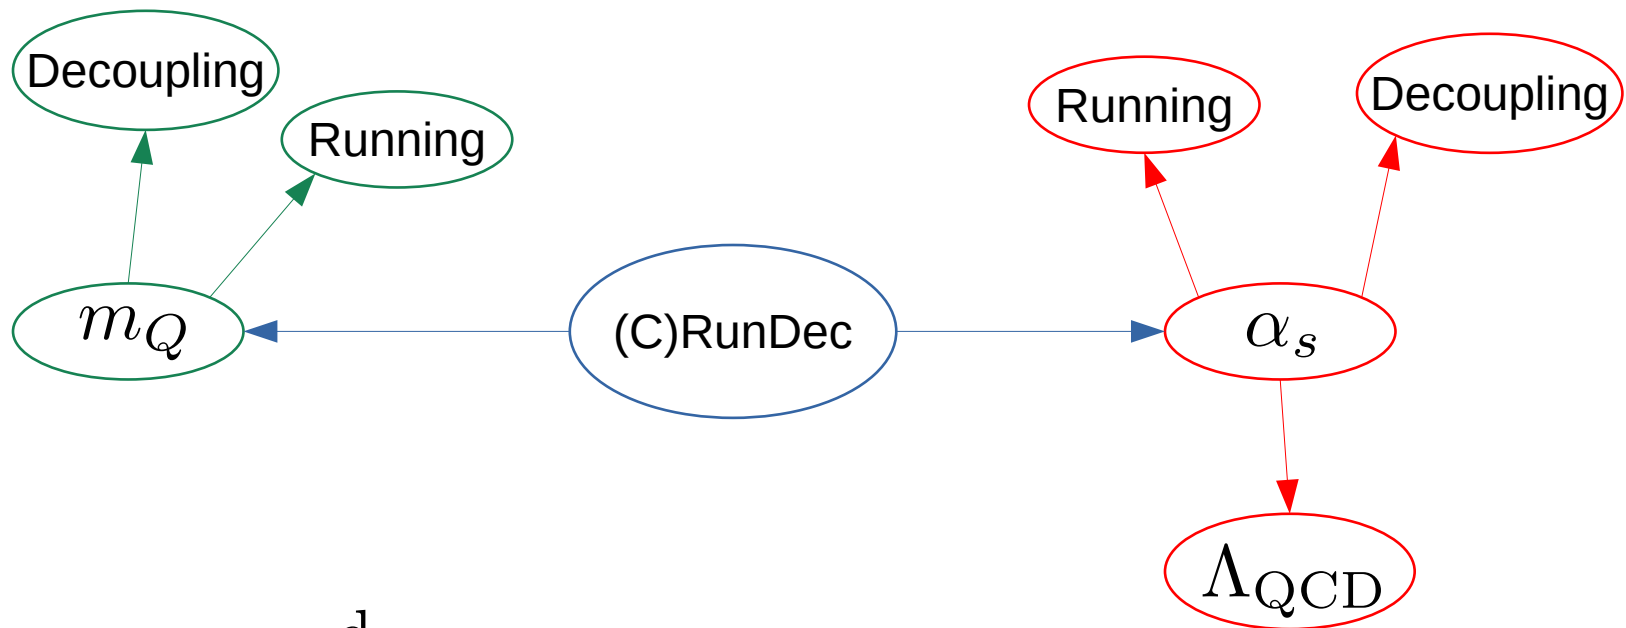 Decoupling
Running
Running
Decoupling
m_Q
(C)RunDec
α_s
Λ_QCD